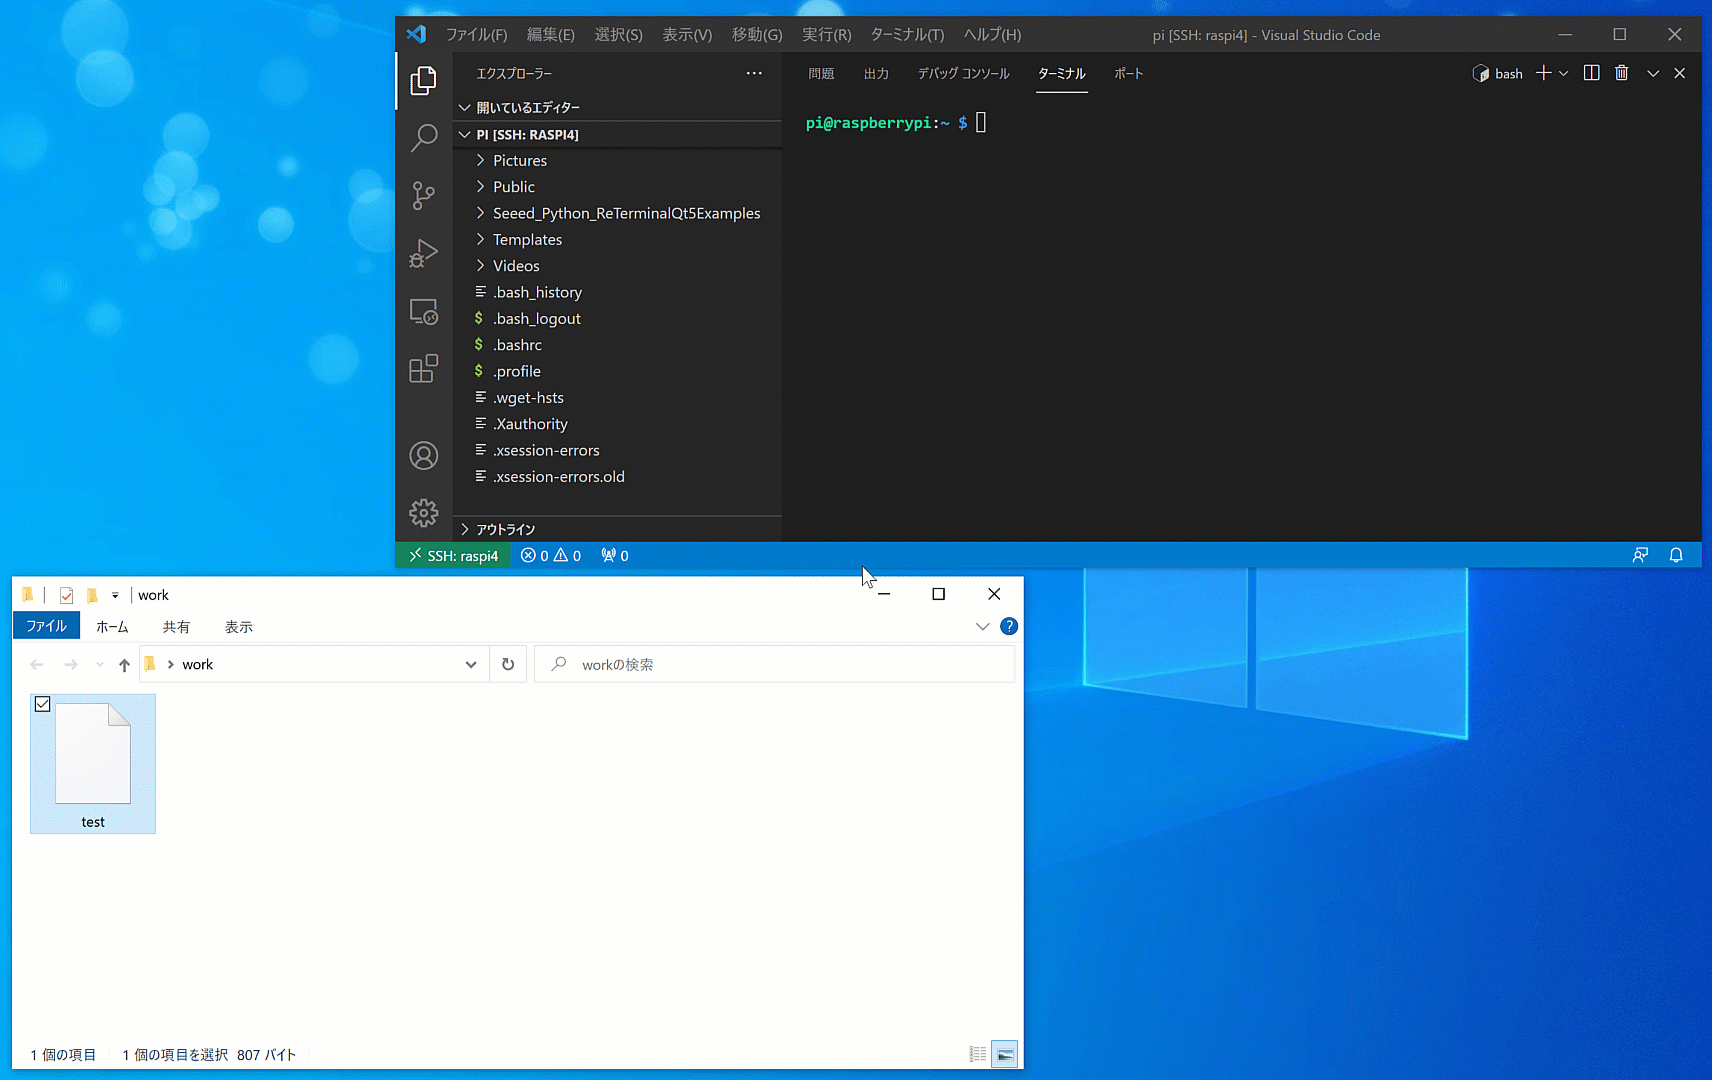 ファイル(F) 編集(E) 選択(S) 表示(V) 移動(G) 実行(R) ターミナル(T) ヘルプ(H) pi [SSH: raspi4] - Visual Studio Code
エクスプローラー
開いているエディター
PI [SSH: RASPI4]
Pictures
Public
Seeed_Python_ReTerminalQt5Examples
Templates
Videos
.bash_history
.bash_logout
.bashrc
.profile
.wget-hsts
.Xauthority
.xsession-errors
.xsession-errors.old
アウトライン
問題 出力 デバッグ コンソール ターミナル ポート bash
pi@raspberrypi:~ $
SSH: raspi4 0 0 0
work
ファイル ホーム 共有 表示
work
workの検索
test
1 個の項目 1 個の項目を選択 807 バイト